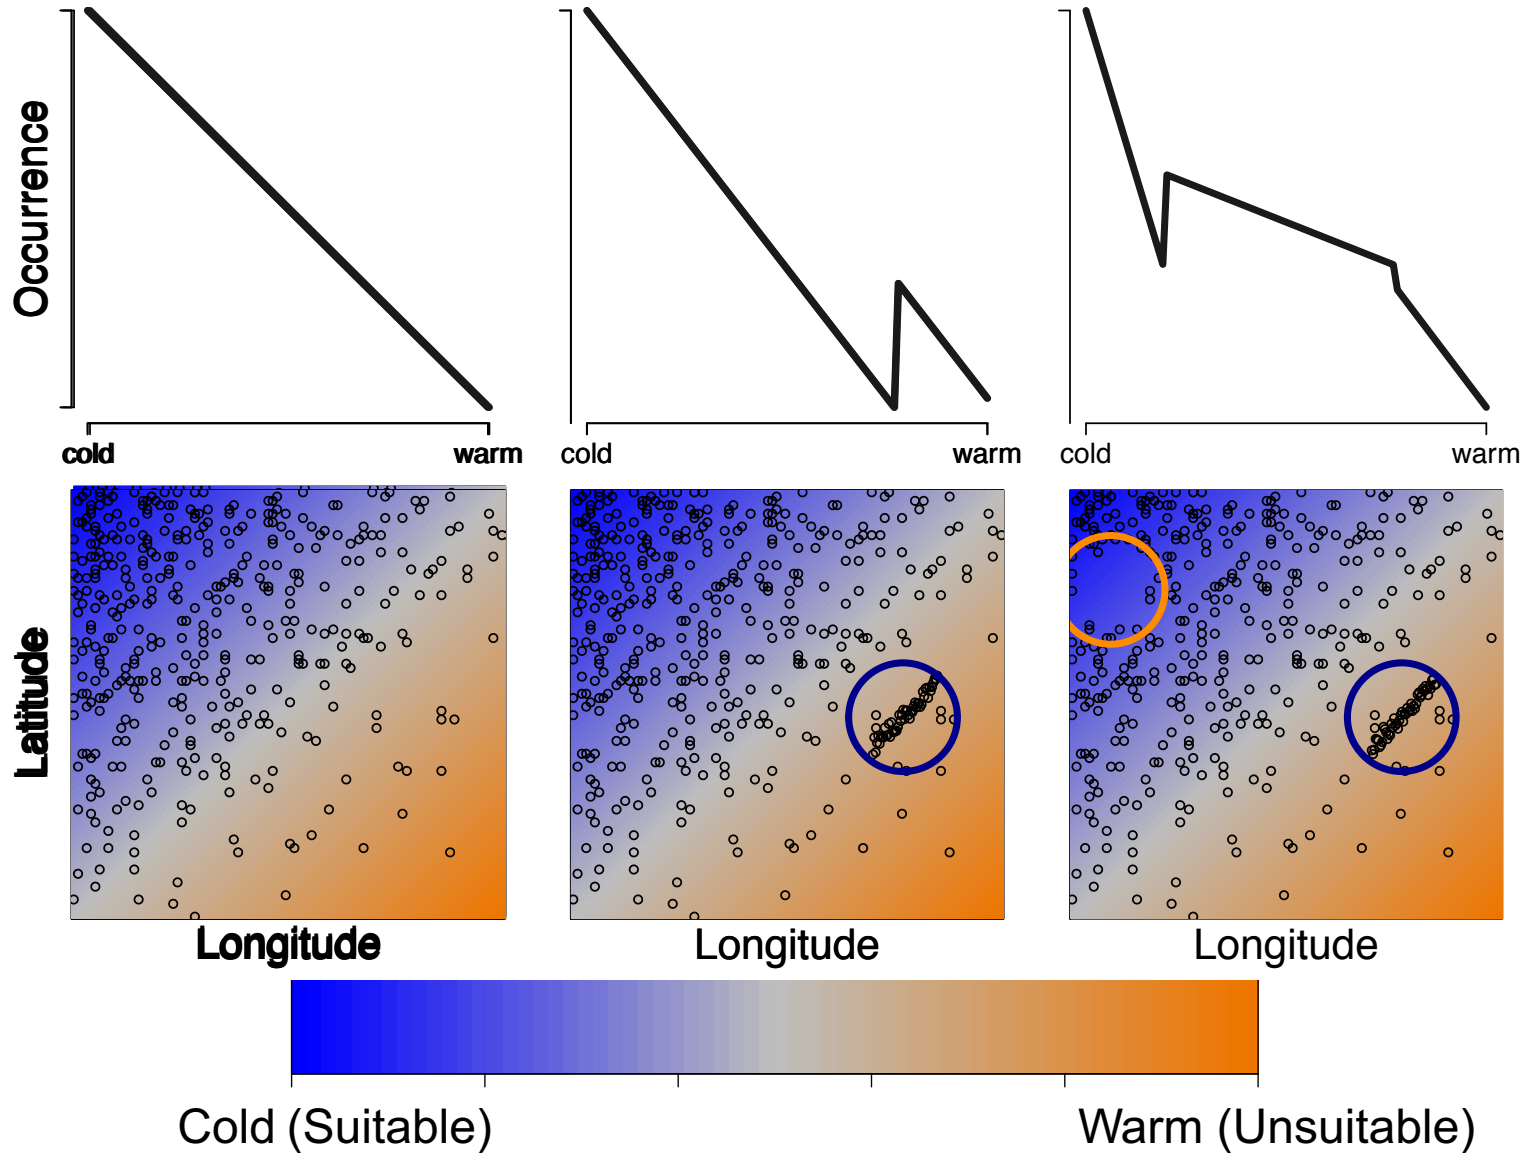 Occurrence
cold warm cold warm cold warm
Latitude
Longitude Longitude Longitude
Cold (Suitable) Warm (Unsuitable)